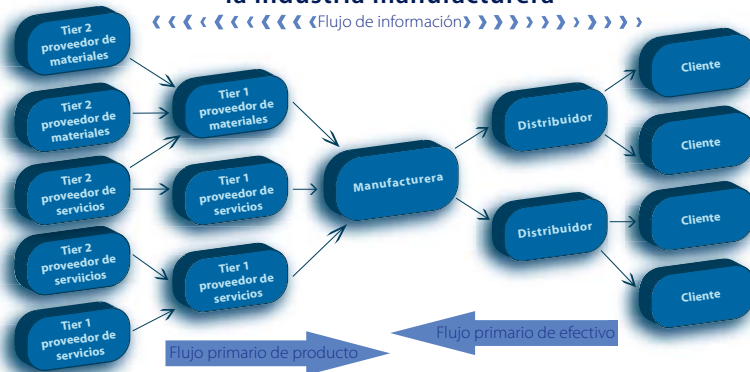 la industria manufacturera
Flujo de información
Tier 2
proveedor de
materiales
Tier 2
proveedor de
materiales
Tier 2
proveedor de
servicios
Tier 2
proveedor de
serviicios
Tier 1
proveedor de
servicios
Tier 1
proveedor de
materiales
Tier 1
proveedor de
servicios
Tier 1
proveedor de
servicios
Manufacturera
Distribuidor
Distribuidor
Cliente
Cliente
Cliente
Cliente
Flujo primario de producto
Flujo primario de efectivo